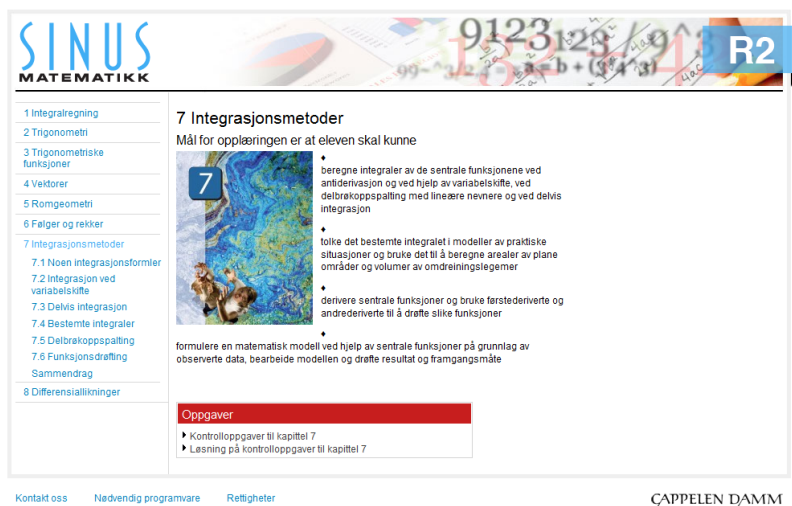 SINUS
MATEMATIKK
R2
1 Integralregning
2 Trigonometri
3 Trigonometriske
funksjoner
4 Vektorer
5 Romgeometri
6 Følger og rekker
7 Integrasjonsmetoder
7.1 Noen integrasjonsformler
7.2 Integrasjon ved
variabelskifte
7.3 Delvis integrasjon
7.4 Bestemte integraler
7.5 Delbrøkoppspalting
7.6 Funksjonsdrøfting
Sammendrag
8 Differensiallikninger
7 Integrasjonsmetoder
Mål for opplæringen er at eleven skal kunne
7
♦
beregne integraler av de sentrale funksjonene ved
antiderivasjon og ved hjelp av variabelskifte, ved
delbrøkoppspalting med lineære nevnere og ved delvis
integrasjon
♦
tolke det bestemte integralet i modeller av praktiske
situasjoner og bruke det til å beregne arealer av plane
områder og volumer av omdreiningslegemer
♦
derivere sentrale funksjoner og bruke førstederiverte og
andrederiverte til å drøfte slike funksjoner
♦
formulere en matematisk modell ved hjelp av sentrale funksjoner på grunnlag av
observerte data, bearbeide modellen og drøfte resultat og framgangsmåte
Oppgaver
Kontrolloppgaver til kapittel 7
Løsning på kontrolloppgaver til kapittel 7
Kontakt oss Nødvendig programvare Rettigheter
CAPPELEN DAMM